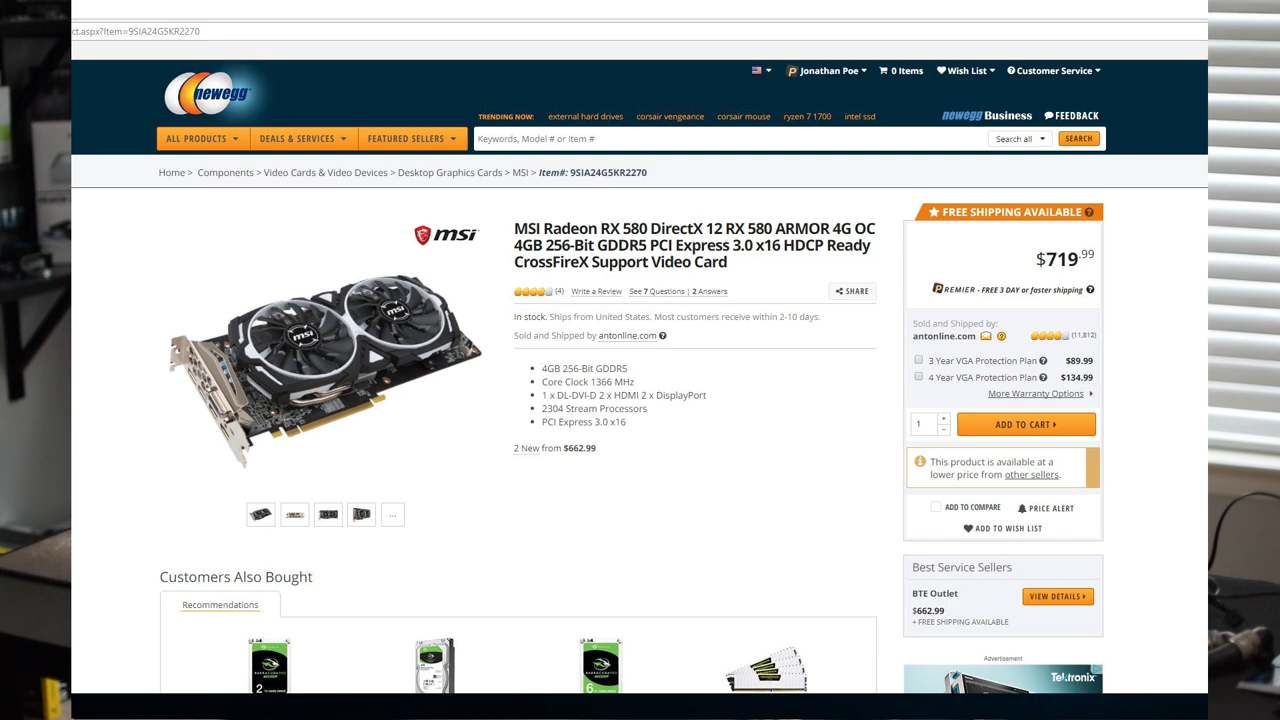 ct.aspx?Item=9SIA24G5KR2270
newegg
Jonathan Poe
0 Items
Wish List
Customer Service
TRENDING NOW: external hard drives corsair vengeance corsair mouse ryzen 7 1700 intel ssd
newegg Business
FEEDBACK
ALL PRODUCTS
DEALS & SERVICES
FEATURED SELLERS
Keywords, Model # or Item #
Search all
SEARCH
Home > Components > Video Cards & Video Devices > Desktop Graphics Cards > MSI > Item#: 9SIA24G5KR2270
msi
msi
msi
MSI Radeon RX 580 DirectX 12 RX 580 ARMOR 4G OC
4GB 256-Bit GDDR5 PCI Express 3.0 x16 HDCP Ready
CrossFireX Support Video Card
(4) Write a Review See 7 Questions | 2 Answers
SHARE
In stock. Ships from United States. Most customers receive within 2-10 days.
Sold and Shipped by antonline.com
4GB 256-Bit GDDR5
Core Clock 1366 MHz
1 x DL-DVI-D 2 x HDMI 2 x DisplayPort
2304 Stream Processors
PCI Express 3.0 x16
2 New from $662.99
...
FREE SHIPPING AVAILABLE
$719.99
PREMIER - FREE 3 DAY or faster shipping
Sold and Shipped by:
antonline.com (11,812)
3 Year VGA Protection Plan $89.99
4 Year VGA Protection Plan $134.99
More Warranty Options
1
ADD TO CART
This product is available at a
lower price from other sellers.
ADD TO COMPARE
PRICE ALERT
ADD TO WISH LIST
Best Service Sellers
BTE Outlet
VIEW DETAILS
$662.99
+ FREE SHIPPING AVAILABLE
Advertisement
Customers Also Bought
Recommendations
BARRACUDA
2
BARRACUDA
6